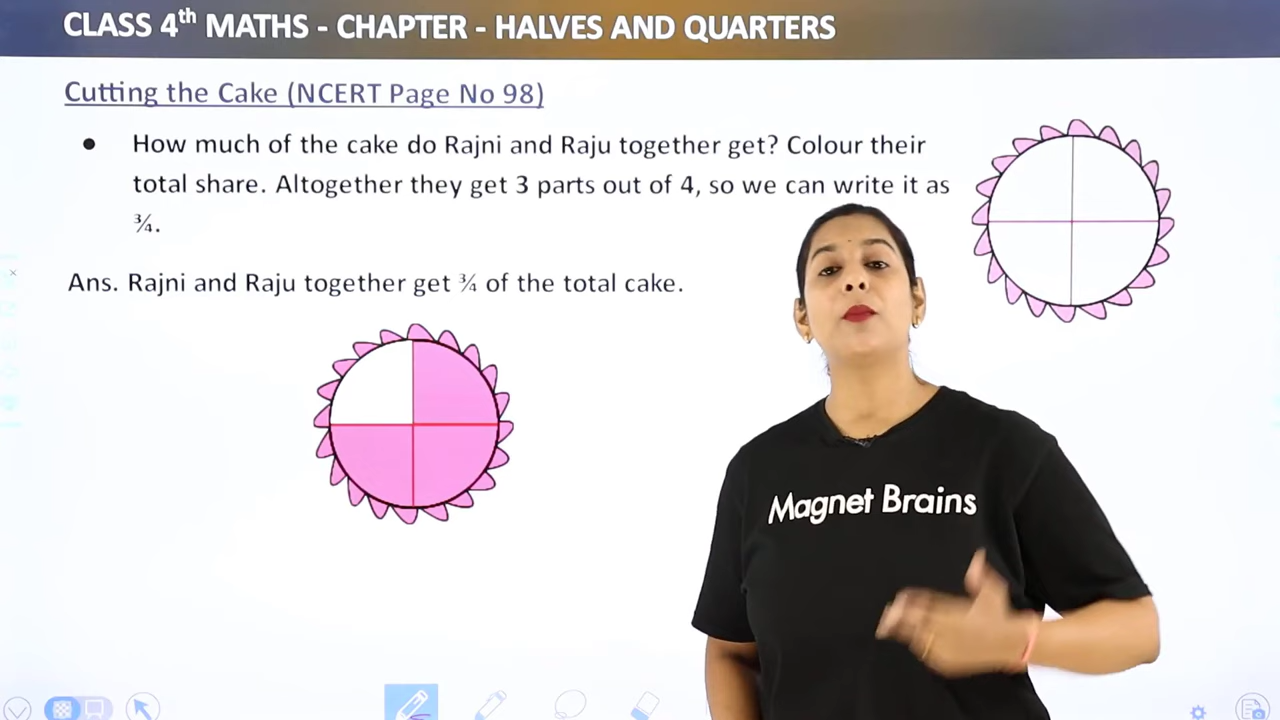 CLASS 4th MATHS - CHAPTER - HALVES AND QUARTERS
Cutting the Cake (NCERT Page No 98)
● How much of the cake do Rajni and Raju together get? Colour their
total share. Altogether they get 3 parts out of 4, so we can write it as
¾.
Ans. Rajni and Raju together get ¾ of the total cake.
Magnet Brains